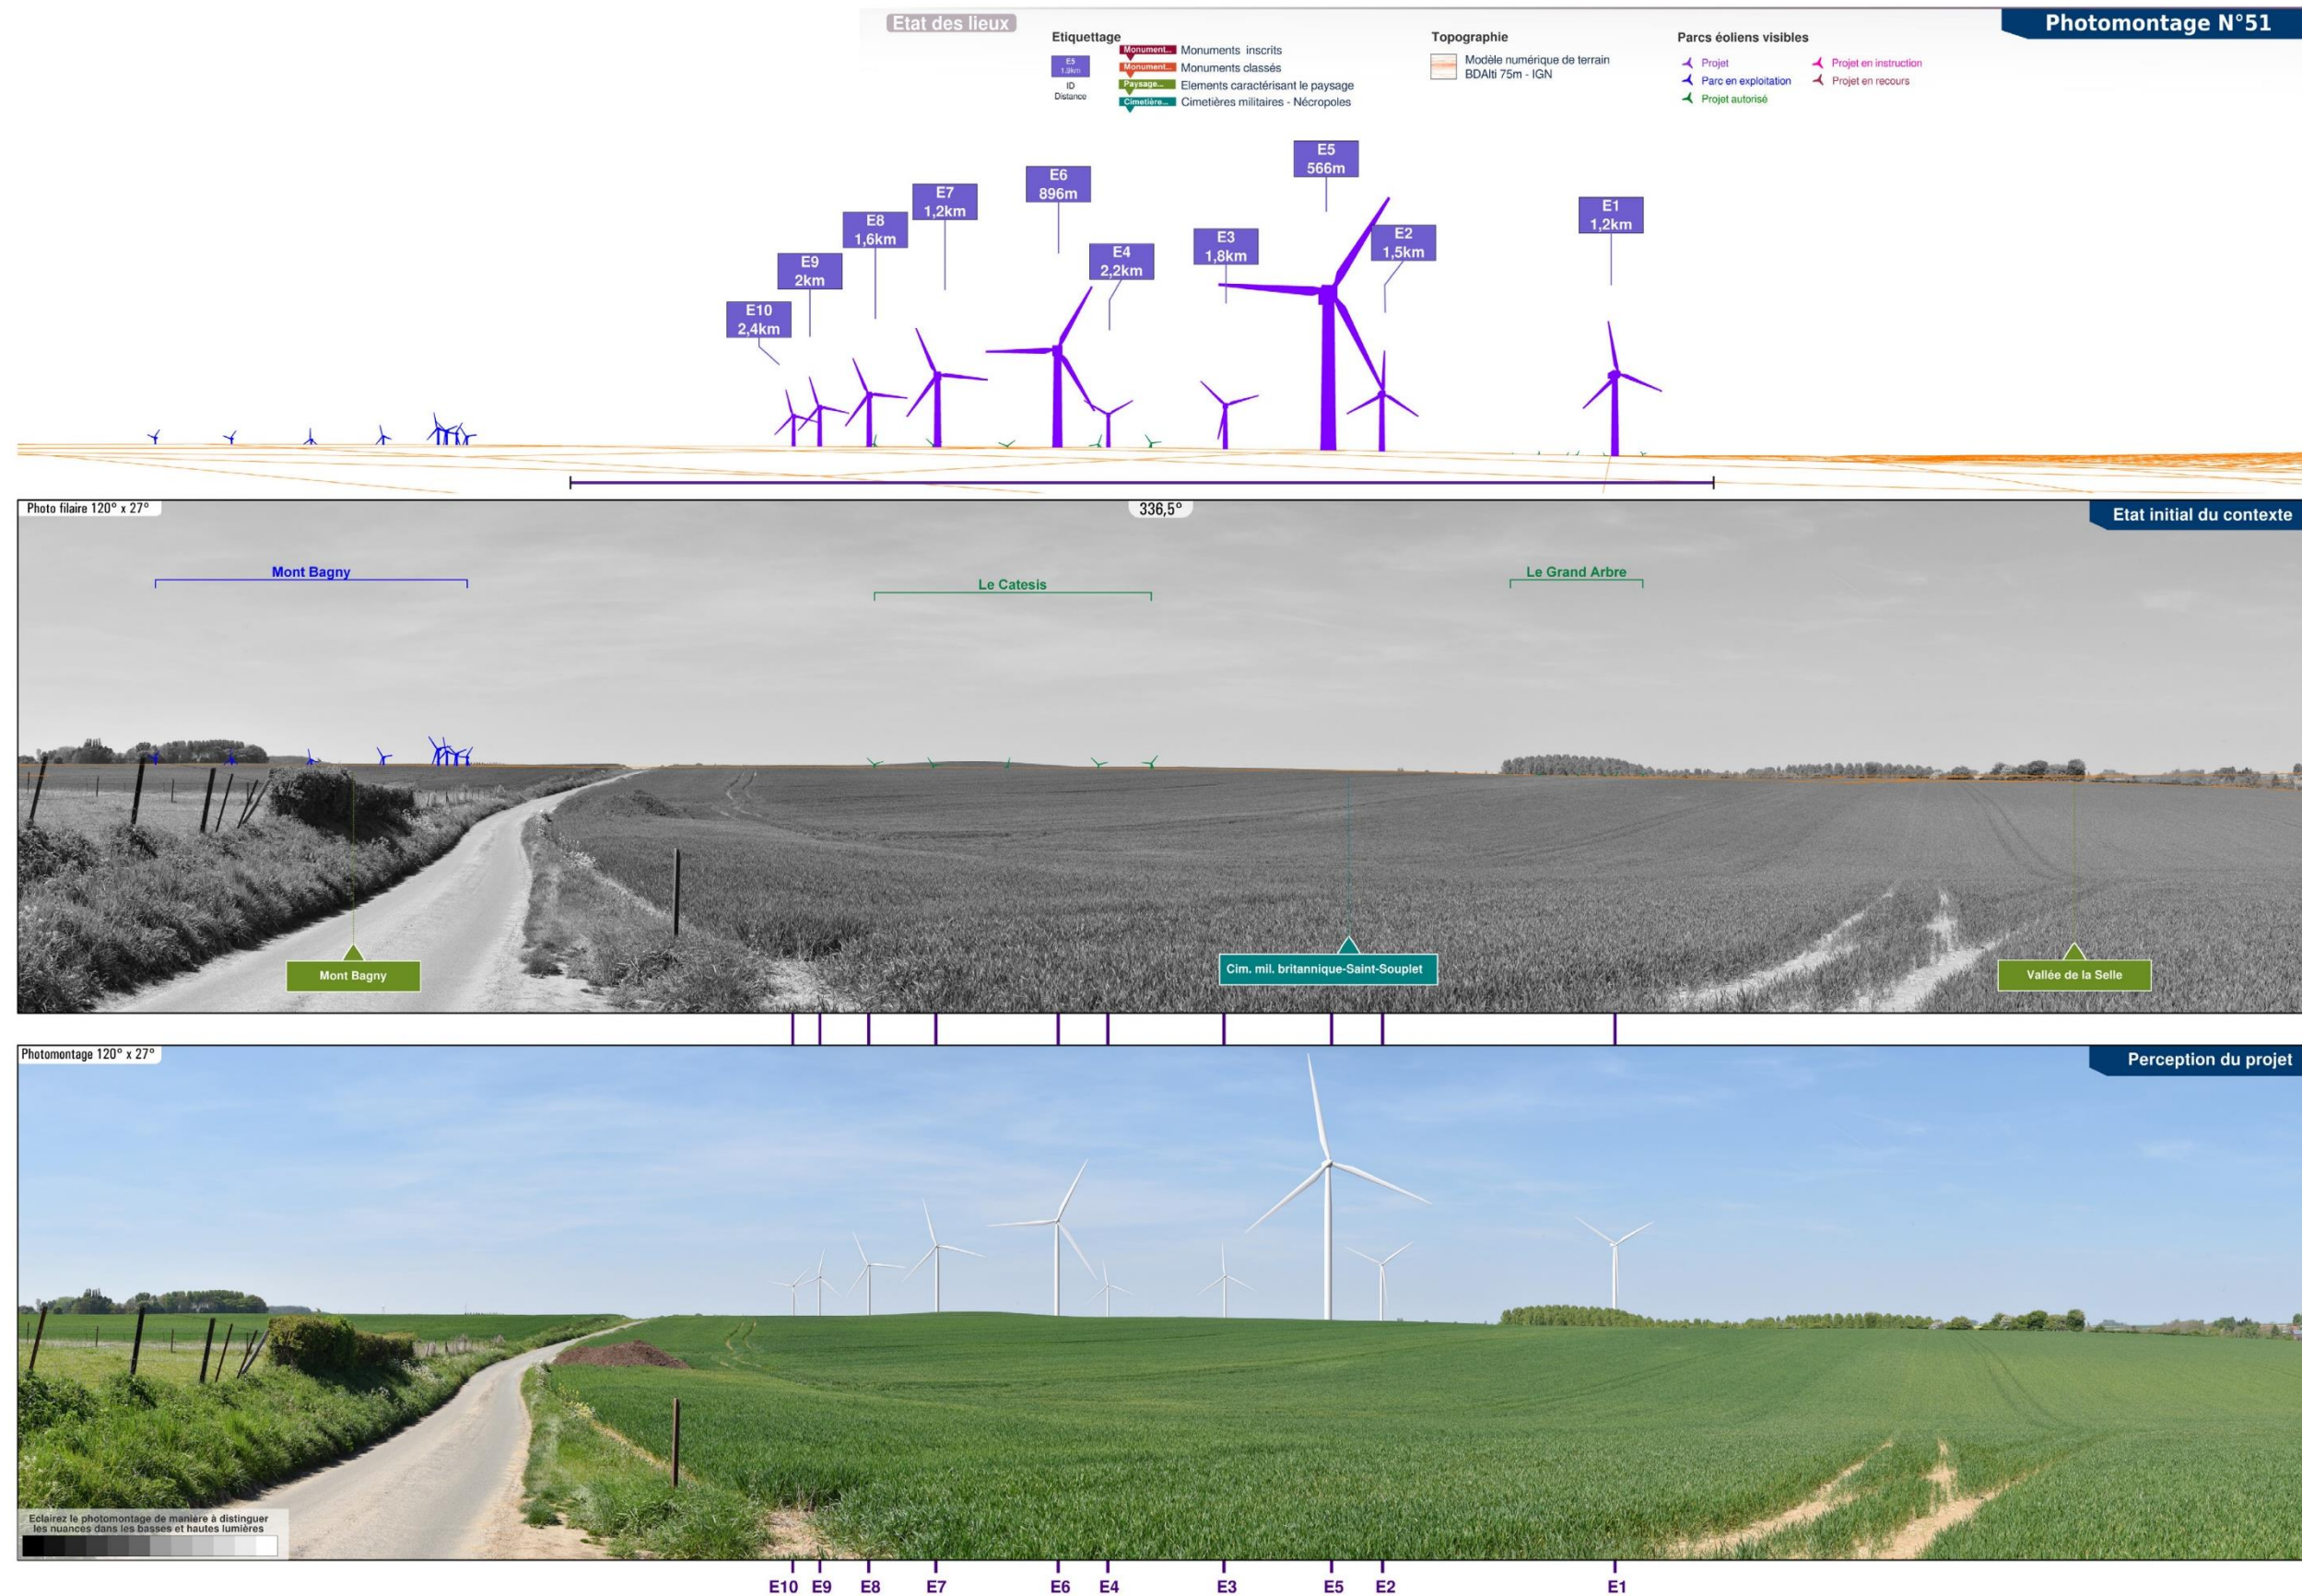 Etat des lieux
Photomontage N°51
Etiquettage
E5
1.9km
ID
Distance
Monument... Monuments inscrits
Monument... Monuments classés
Paysage... Elements caractérisant le paysage
Cimetière... Cimetières militaires - Nécropoles
Topographie
Modèle numérique de terrain
BDAlti 75m - IGN
Parcs éoliens visibles
Projet
Parc en exploitation
Projet autorisé
Projet en instruction
Projet en recours
E10
2,4km
E9
2km
E8
1,6km
E7
1,2km
E6
896m
E4
2,2km
E3
1,8km
E5
566m
E2
1,5km
E1
1,2km
Photo filaire 120° x 27°
336,5°
Etat initial du contexte
Mont Bagny
Le Catesis
Le Grand Arbre
Mont Bagny
Cim. mil. britannique-Saint-Souplet
Vallée de la Selle
Photomontage 120° x 27°
Perception du projet
Eclairez le photomontage de manière à distinguer
les nuances dans les basses et hautes lumières
E10 E9 E8 E7 E6 E4 E3 E5 E2 E1